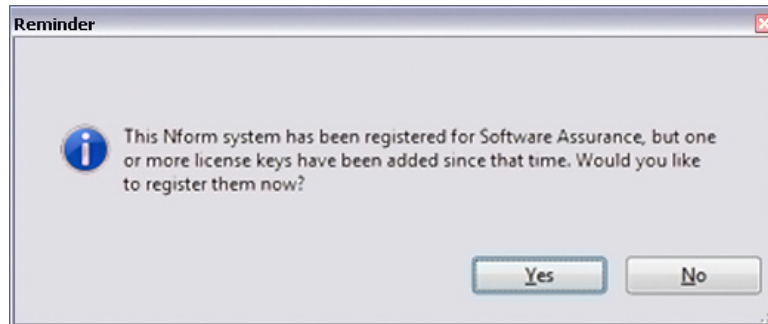 Reminder
This Nform system has been registered for Software Assurance, but one
or more license keys have been added since that time. Would you like
to register them now?
Yes
No